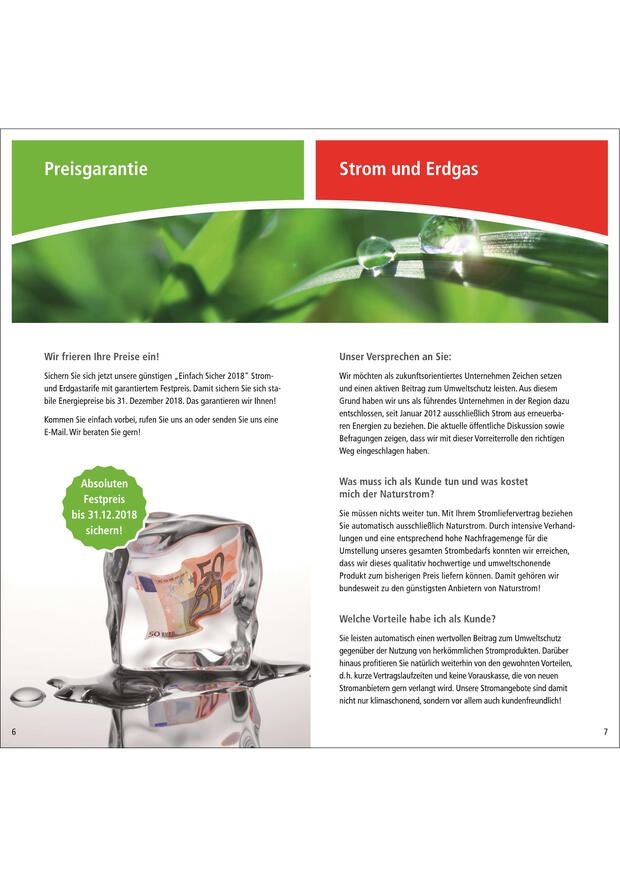 Preisgarantie
Wir frieren Ihre Preise ein!
Sichern Sie sich jetzt unsere günstigen „Einfach Sicher 2018“ Strom-
und Erdgastarife mit garantiertem Festpreis. Damit sichern Sie sich sta-
bile Energiepreise bis 31. Dezember 2018. Das garantieren wir Ihnen!
Kommen Sie einfach vorbei, rufen Sie uns an oder senden Sie uns eine
E-Mail. Wir beraten Sie gern!
Absoluten
Festpreis
bis 31.12.2018
sichern!
50
50 EURO
6
Strom und Erdgas
Unser Versprechen an Sie:
Wir möchten als zukunftsorientiertes Unternehmen Zeichen setzen
und einen aktiven Beitrag zum Umweltschutz leisten. Aus diesem
Grund haben wir uns als führendes Unternehmen in der Region dazu
entschlossen, seit Januar 2012 ausschließlich Strom aus erneuerba-
ren Energien zu beziehen. Die aktuelle öffentliche Diskussion sowie
Befragungen zeigen, dass wir mit dieser Vorreiterrolle den richtigen
Weg eingeschlagen haben.
Was muss ich als Kunde tun und was kostet
mich der Naturstrom?
Sie müssen nichts weiter tun. Mit Ihrem Stromliefervertrag beziehen
Sie automatisch ausschließlich Naturstrom. Durch intensive Verhand-
lungen und eine entsprechend hohe Nachfragemenge für die
Umstellung unseres gesamten Strombedarfs konnten wir erreichen,
dass wir dieses qualitativ hochwertige und umweltschonende
Produkt zum bisherigen Preis liefern können. Damit gehören wir
bundesweit zu den günstigsten Anbietern von Naturstrom!
Welche Vorteile habe ich als Kunde?
Sie leisten automatisch einen wertvollen Beitrag zum Umweltschutz
gegenüber der Nutzung von herkömmlichen Stromprodukten. Darüber
hinaus profitieren Sie natürlich weiterhin von den gewohnten Vorteilen,
d.h. kurze Vertragslaufzeiten und keine Vorauskasse, die von neuen
Stromanbietern gern verlangt wird. Unsere Stromangebote sind damit
nicht nur klimaschonend, sondern vor allem auch kundenfreundlich!
7